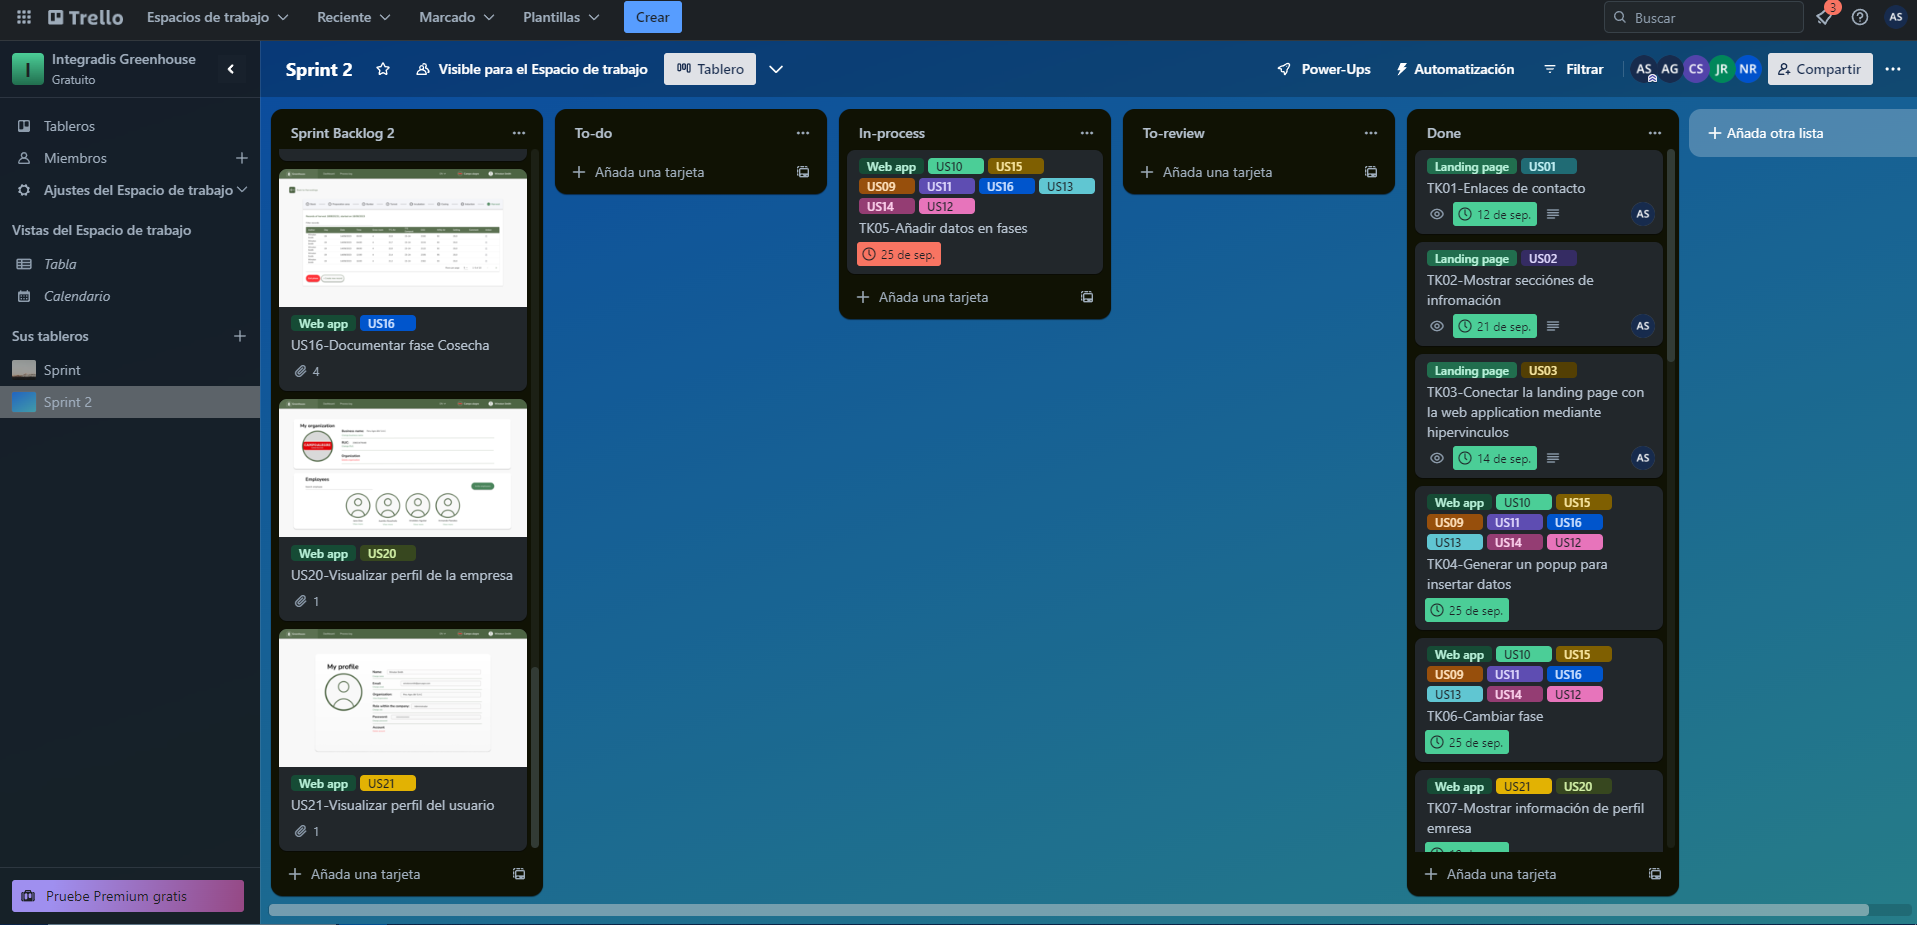 Trello
Espacios de trabajo
Reciente
Marcado
Plantillas
Crear
Buscar
3
AS
I
Integradis Greenhouse
Gratuito
Sprint 2
Visible para el Espacio de trabajo
Tablero
Power-Ups
Automatización
Filtrar
AS
AG
CS
JR
NR
Compartir
Tableros
Miembros
Ajustes del Espacio de trabajo
Vistas del Espacio de trabajo
Tabla
Calendario
Sus tableros
Sprint
Sprint 2
Pruebe Premium gratis
Sprint Backlog 2
Web app US16
US16-Documentar fase Cosecha
4
My organization
Employees
Web app US20
US20-Visualizar perfil de la empresa
1
My profile
Web app US21
US21-Visualizar perfil del usuario
1
Añada una tarjeta
To-do
Añada una tarjeta
In-process
Web app US10 US15
US09 US11 US16 US13
US14 US12
TK05-Añadir datos en fases
25 de sep.
Añada una tarjeta
To-review
Añada una tarjeta
Done
Landing page US01
TK01-Enlaces de contacto
12 de sep.
AS
Landing page US02
TK02-Mostrar secciónes de
infromación
21 de sep.
AS
Landing page US03
TK03-Conectar la landing page con
la web application mediante
hipervinculos
14 de sep.
AS
Web app US10 US15
US09 US11 US16
US13 US14 US12
TK04-Generar un popup para
insertar datos
25 de sep.
Web app US10 US15
US09 US11 US16
US13 US14 US12
TK06-Cambiar fase
25 de sep.
Web app US21 US20
TK07-Mostrar información de perfil
emresa
Añada una tarjeta
Añada otra lista